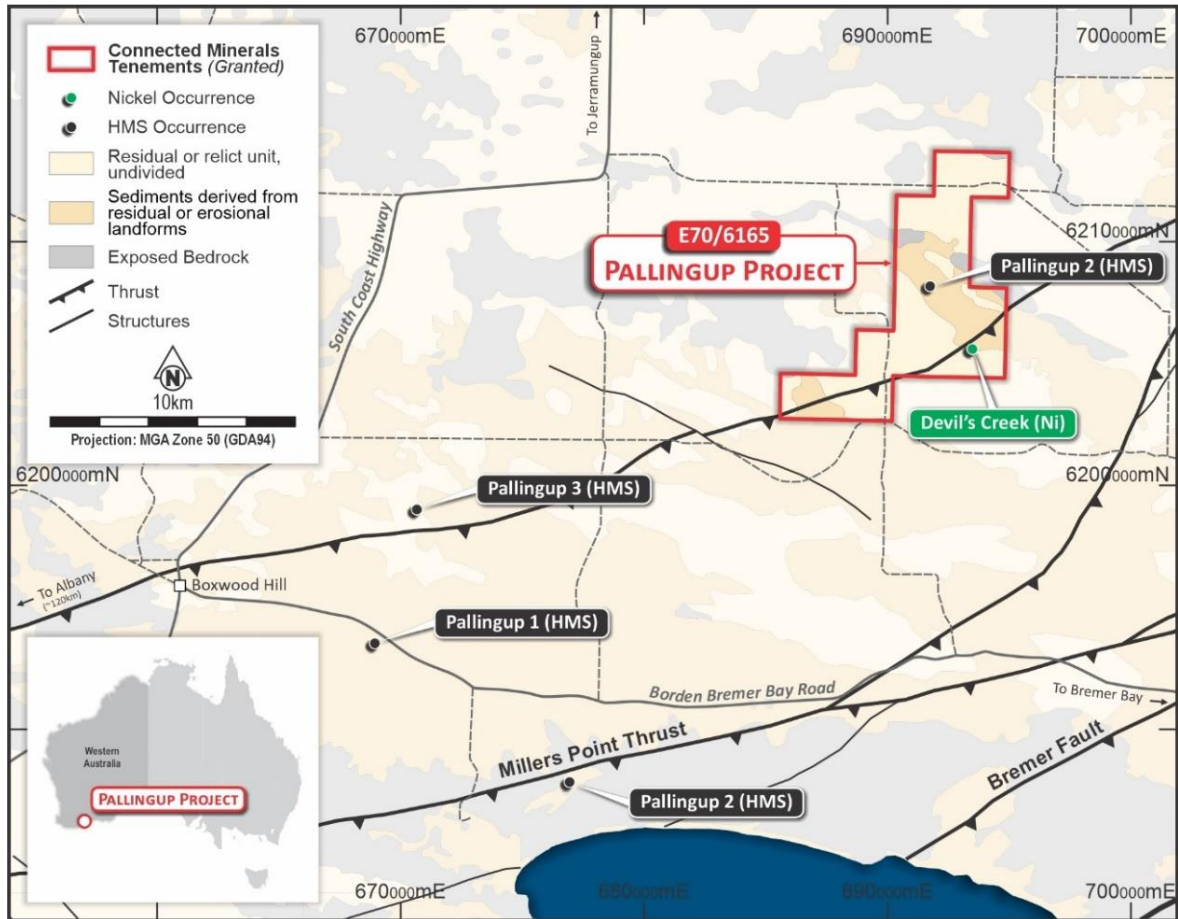 670000mE
690000mE
700000mE
Connected Minerals
Tenements (Granted)
Nickel Occurrence
HMS Occurrence
Residual or relict unit,
undivided
Sediments derived from
residual or erosional
landforms
Exposed Bedrock
Thrust
Structures
N
10km
Projection: MGA Zone 50 (GDA94)
To Jerramungup
South Coast Highway
E70/6165
PALLINGUP PROJECT
6210000mN
Pallingup 2 (HMS)
Devil's Creek (Ni)
6200000mN
Pallingup 3 (HMS)
To Albany
(~120km)
Boxwood Hill
Pallingup 1 (HMS)
Borden Bremer Bay Road
To Bremer Bay
Millers Point Thrust
Bremer Fault
Pallingup 2 (HMS)
Western
Australia
PALLINGUP PROJECT
670000mE
680000mE
690000mE
700000mE